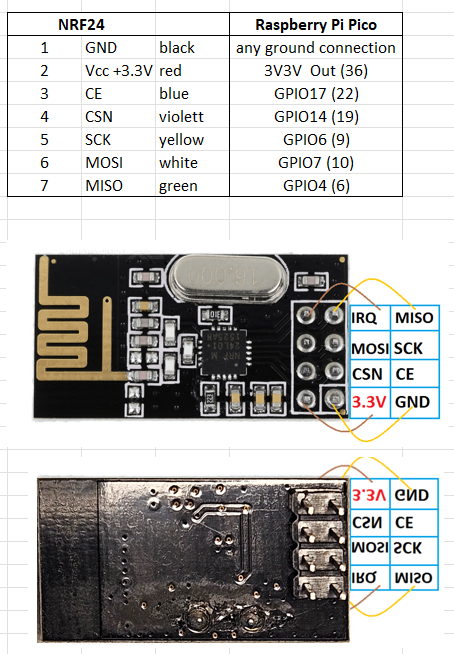 NRF24 Raspberry Pi Pico
1 GND black any ground connection
2 Vcc +3.3V red 3V3V Out (36)
3 CE blue GPIO17 (22)
4 CSN violett GPIO14 (19)
5 SCK yellow GPIO6 (9)
6 MOSI white GPIO7 (10)
7 MISO green GPIO4 (6)
IRQ MISO
MOSI SCK
CSN CE
3.3V GND
3.3V GND
CSN CE
MOSI SCK
IRQ MISO